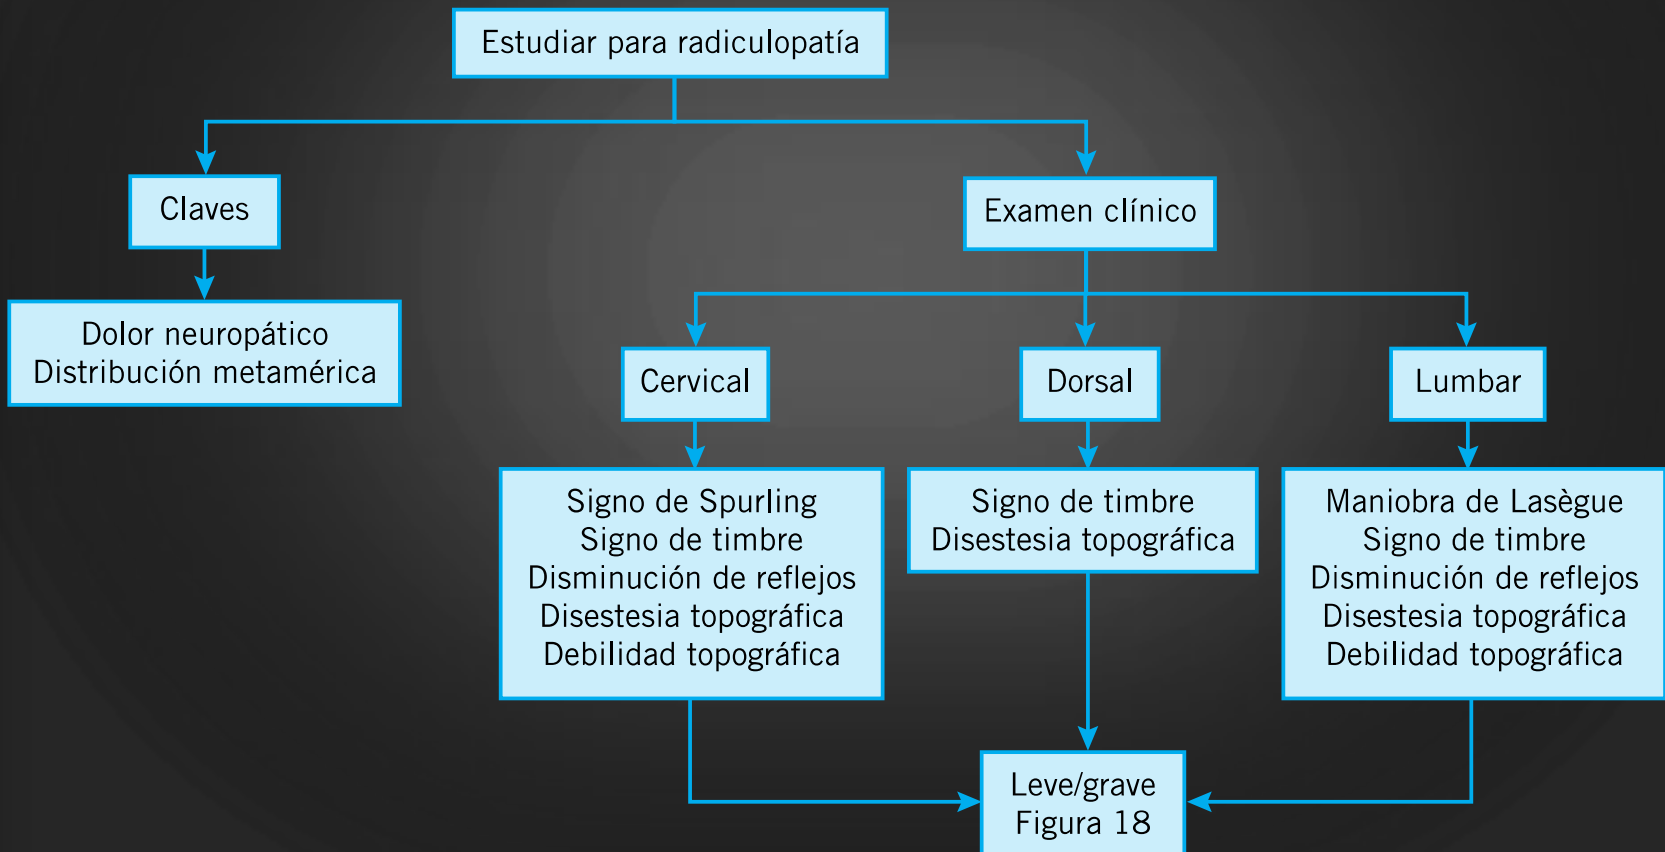 Estudiar para radiculopatía
Claves
Examen clínico
Dolor neuropático
Distribución metamérica
Cervical
Dorsal
Lumbar
Signo de Spurling
Signo de timbre
Disminución de reflejos
Disestesia topográfica
Debilidad topográfica
Signo de timbre
Disestesia topográfica
Maniobra de Lasègue
Signo de timbre
Disminución de reflejos
Disestesia topográfica
Debilidad topográfica
Leve/grave
Figura 18